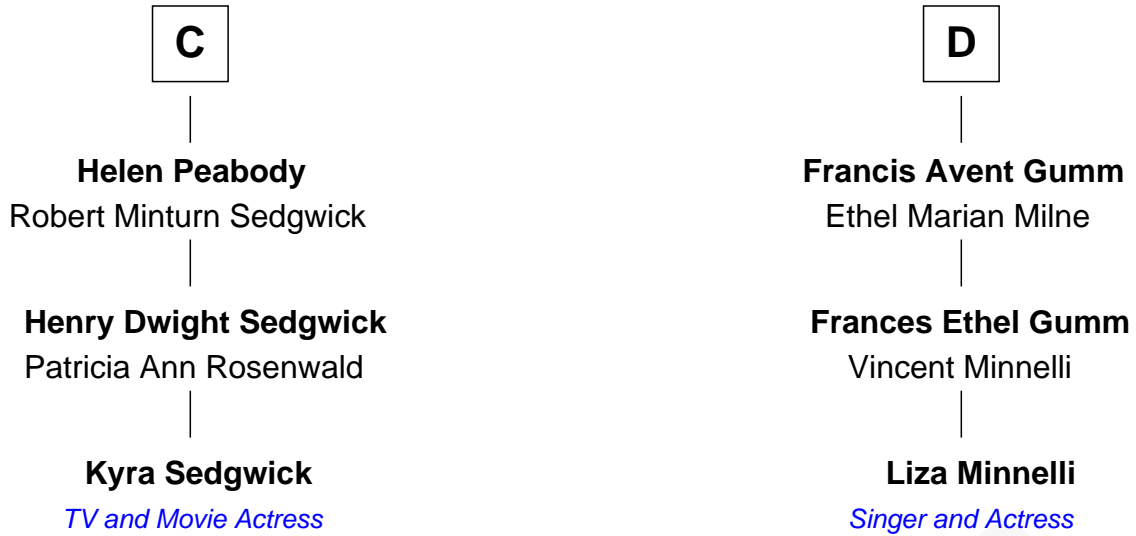 C
Helen Peabody
Robert Minturn Sedgwick
Henry Dwight Sedgwick
Patricia Ann Rosenwald
Kyra Sedgwick
TV and Movie Actress
D
Francis Avent Gumm
Ethel Marian Milne
Frances Ethel Gumm
Vincent Minnelli
Liza Minnelli
Singer and Actress